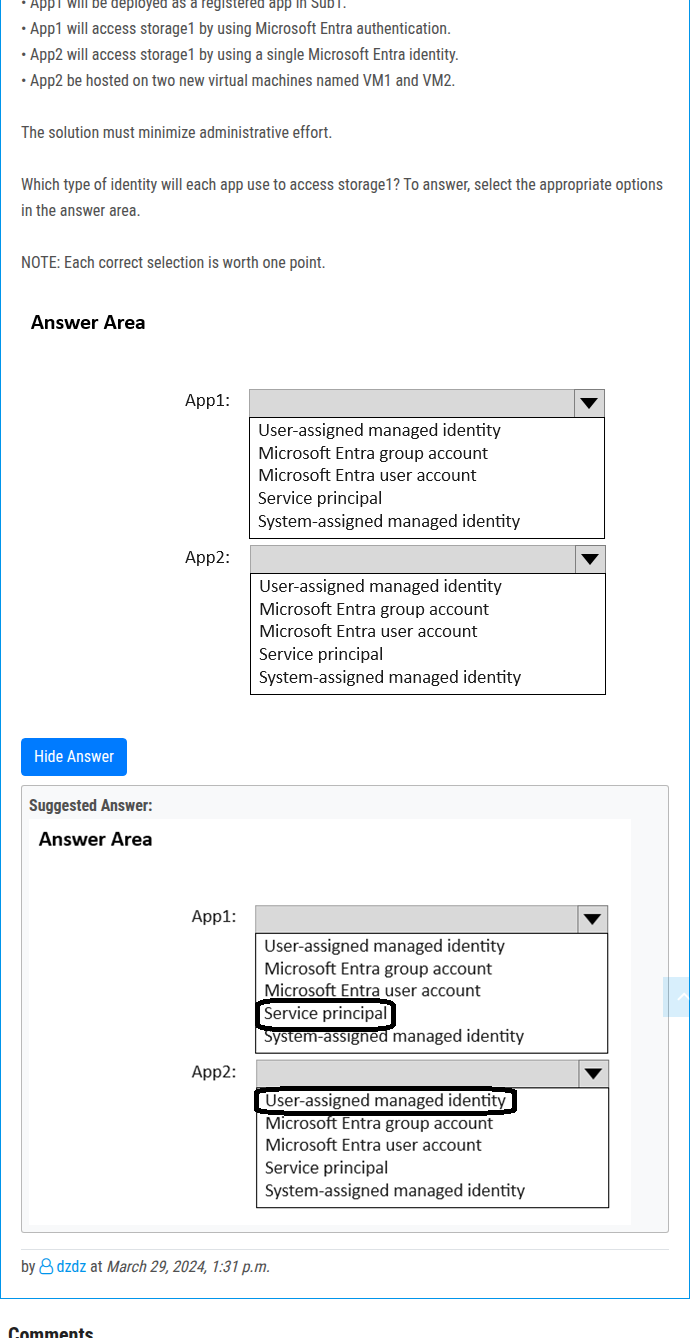 • App1 will be deployed as a registered app in Sub1.
• App1 will access storage1 by using Microsoft Entra authentication.
• App2 will access storage1 by using a single Microsoft Entra identity.
• App2 be hosted on two new virtual machines named VM1 and VM2.
The solution must minimize administrative effort.
Which type of identity will each app use to access storage1? To answer, select the appropriate options
in the answer area.
NOTE: Each correct selection is worth one point.
Answer Area
App1:
User-assigned managed identity
Microsoft Entra group account
Microsoft Entra user account
Service principal
System-assigned managed identity
App2:
User-assigned managed identity
Microsoft Entra group account
Microsoft Entra user account
Service principal
System-assigned managed identity
Hide Answer
Suggested Answer:
Answer Area
App1:
User-assigned managed identity
Microsoft Entra group account
Microsoft Entra user account
Service principal
System-assigned managed identity
App2:
User-assigned managed identity
Microsoft Entra group account
Microsoft Entra user account
Service principal
System-assigned managed identity
by dzdz at March 29, 2024, 1:31 p.m.
Comments